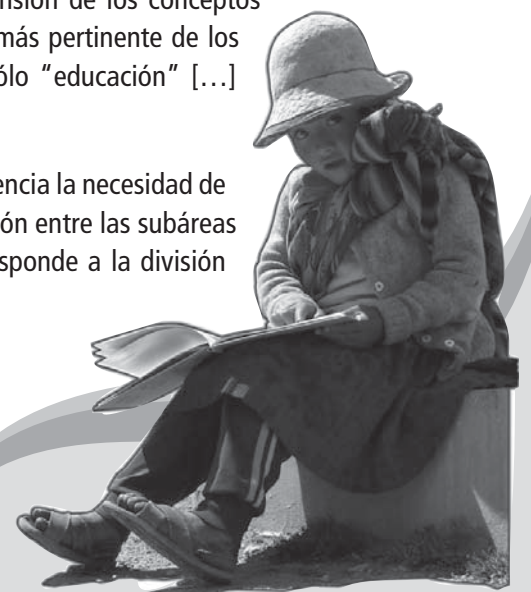 nsión de los conceptos
más pertinente de los
ólo “educación” […]
encia la necesidad de
ón entre las subáreas
sponde a la división